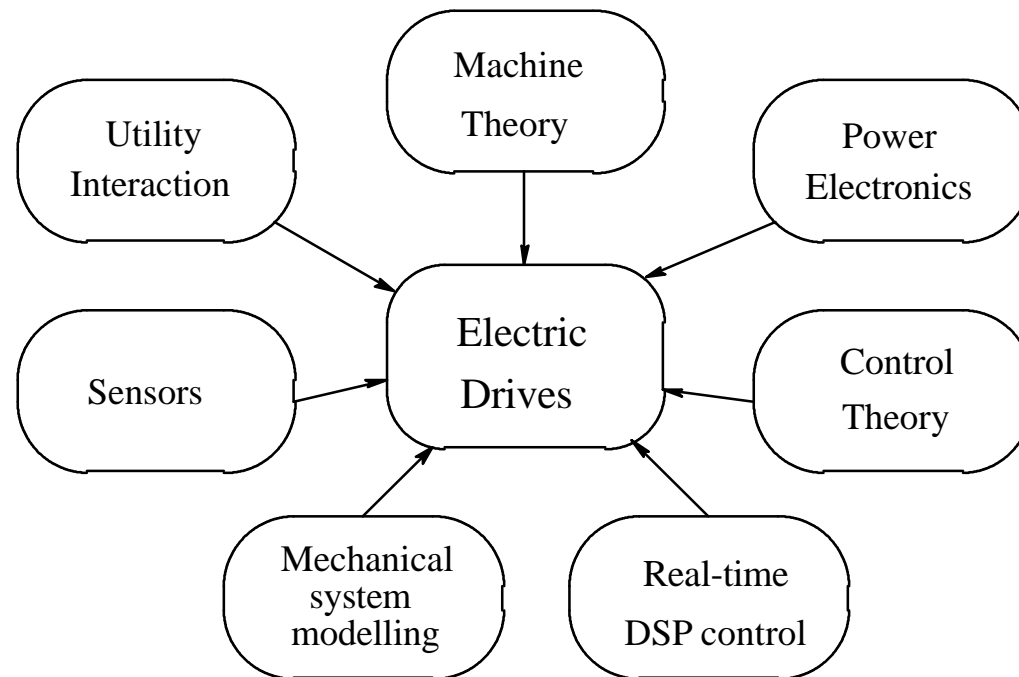 Machine
Theory
Utility
Interaction
Power
Electronics
Electric
Drives
Sensors
Control
Theory
Mechanical
system
modelling
Real-time
DSP control